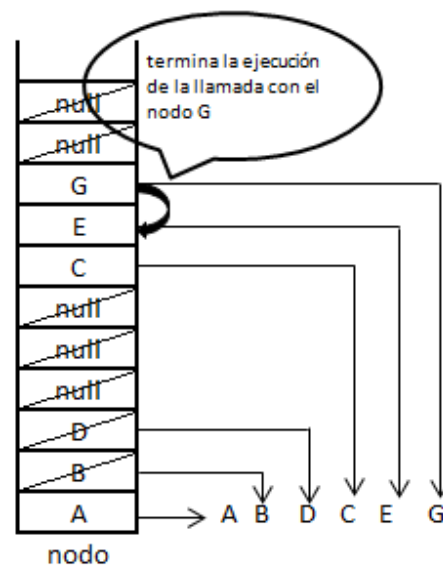 termina la ejecución
de la llamada con el
nodo G
null
null
G
E
C
null
null
null
D
B
A
A B D C E G
nodo